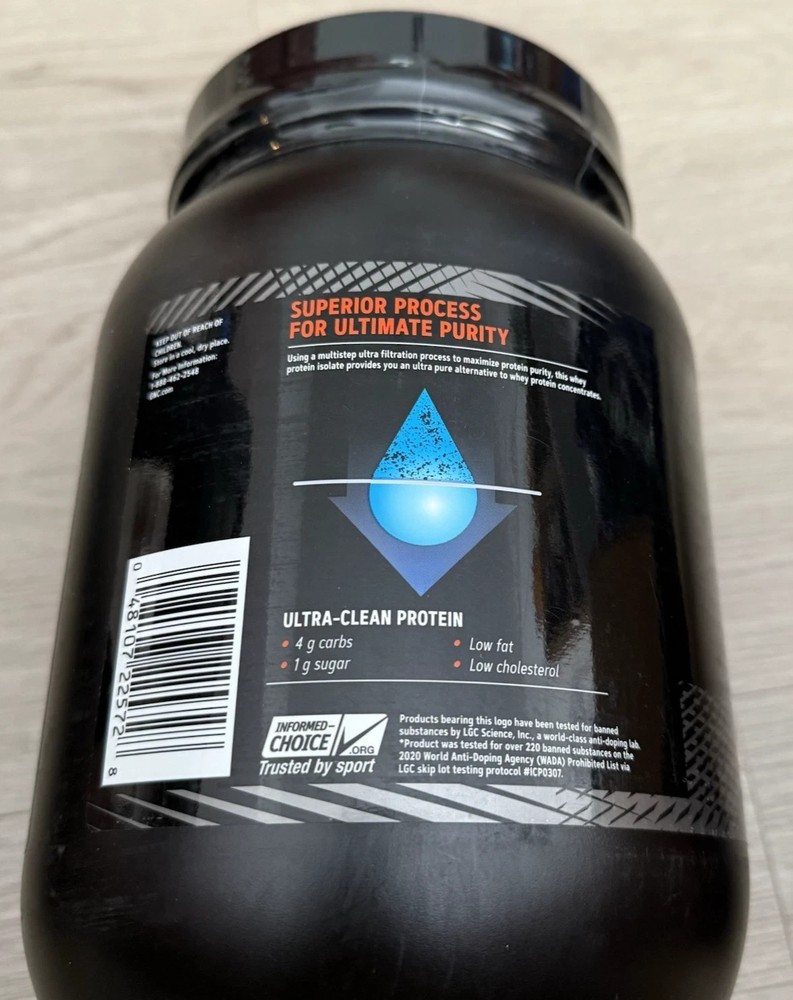 *KEEP OUT OF REACH OF
CHILDREN.
Store in a cool, dry place.
For More Information:
1-888-462-2548
GNC.com
SUPERIOR PROCESS
FOR ULTIMATE PURITY
Using a multistep ultra filtration process to maximize protein purity, this whey
protein isolate provides you an ultra pure alternative to whey protein concentrates.
ULTRA-CLEAN PROTEIN
• 4 g carbs
• 1 g sugar
• Low fat
• Low cholesterol
0 48107 22572 8
INFORMED-
CHOICE
.ORG
Trusted by sport
Products bearing this logo have been tested for banned
substances by LGC Science, Inc., a world-class anti-doping lab.
*Product was tested for over 220 banned substances on the
2020 World Anti-Doping Agency (WADA) Prohibited List via
LGC skip lot testing protocol #ICP0307.